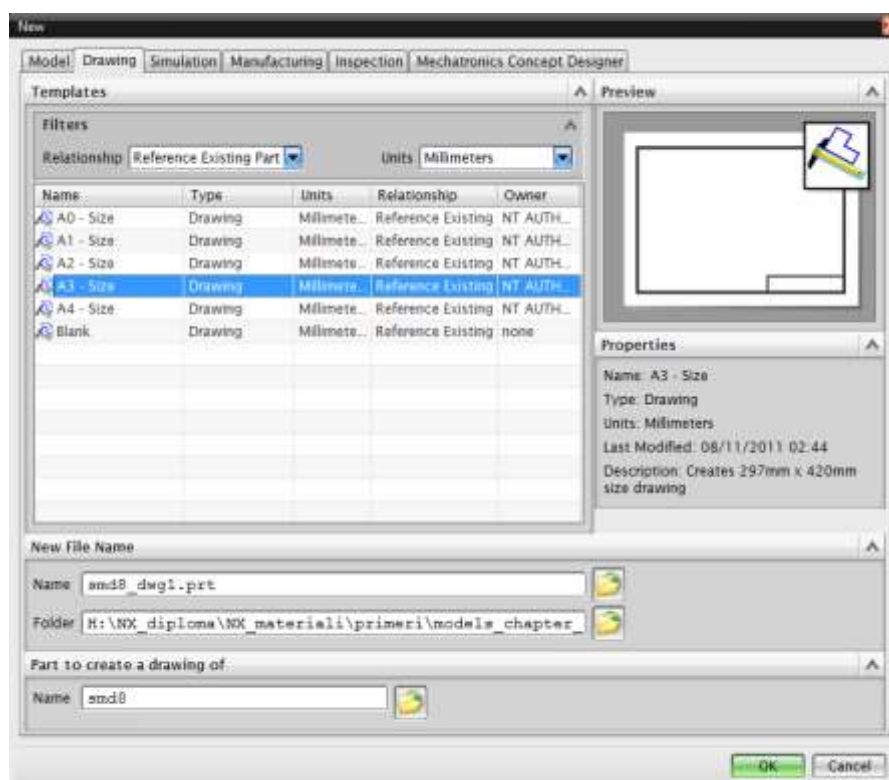 New
Model Drawing Simulation Manufacturing Inspection Mechatronics Concept Designer
Templates
Filters
Relationship Reference Existing Part Units Millimeters
Name Type Units Relationship Owner
A0 - Size Drawing Millimete... Reference Existing NT AUTH...
A1 - Size Drawing Millimete... Reference Existing NT AUTH...
A2 - Size Drawing Millimete... Reference Existing NT AUTH...
A3 - Size Drawing Millimete... Reference Existing NT AUTH...
A4 - Size Drawing Millimete... Reference Existing NT AUTH...
Blank Drawing Millimete... Reference Existing none
Preview
Properties
Name: A3 - Size
Type: Drawing
Units: Millimeters
Last Modified: 08/11/2011 02:44
Description: Creates 297mm x 420mm
size drawing
New File Name
Name smd8_dwg1.prt
Folder H:\NX_diploma\NX_materiali\primeri\models_chapter_
Part to create a drawing of
Name smd8
OK Cancel